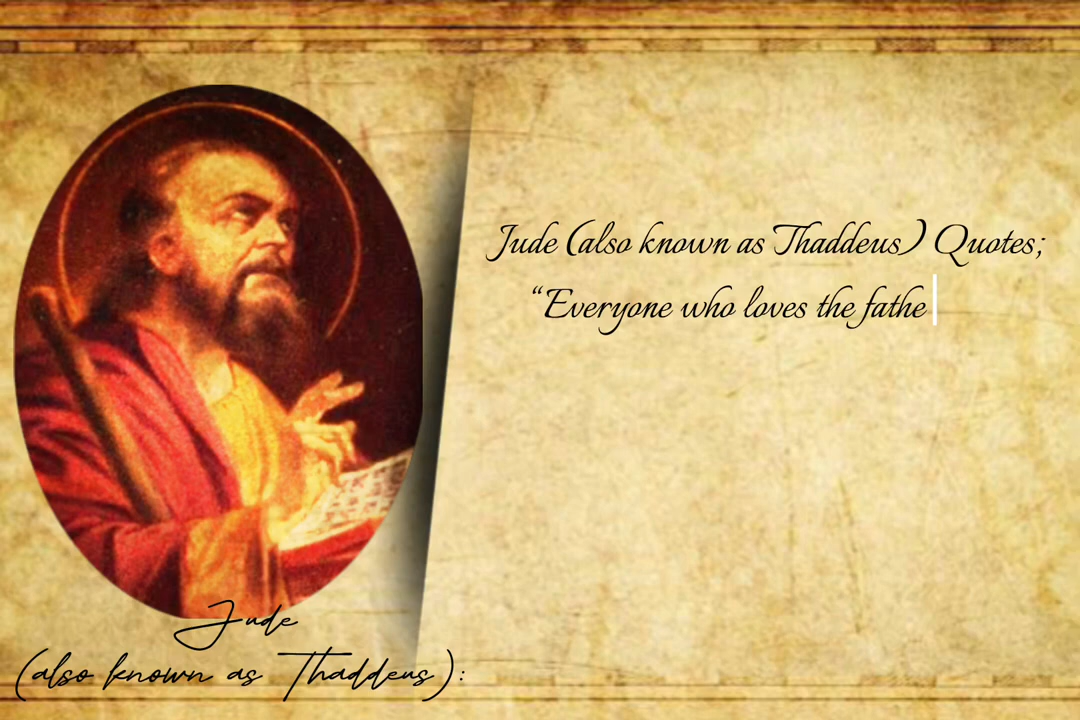 Jude (also known as Thaddeus) Quotes;
“Everyone who loves the fathe
Jude
(also known as Thaddeus):